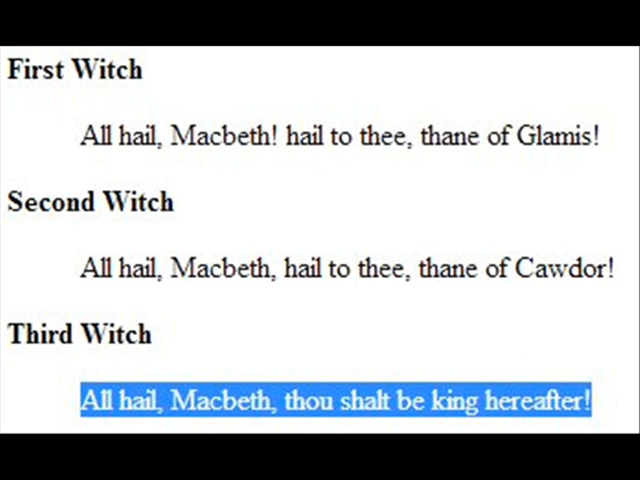 First Witch
All hail, Macbeth! hail to thee, thane of Glamis!
Second Witch
All hail, Macbeth, hail to thee, thane of Cawdor!
Third Witch
All hail, Macbeth, thou shalt be king hereafter!